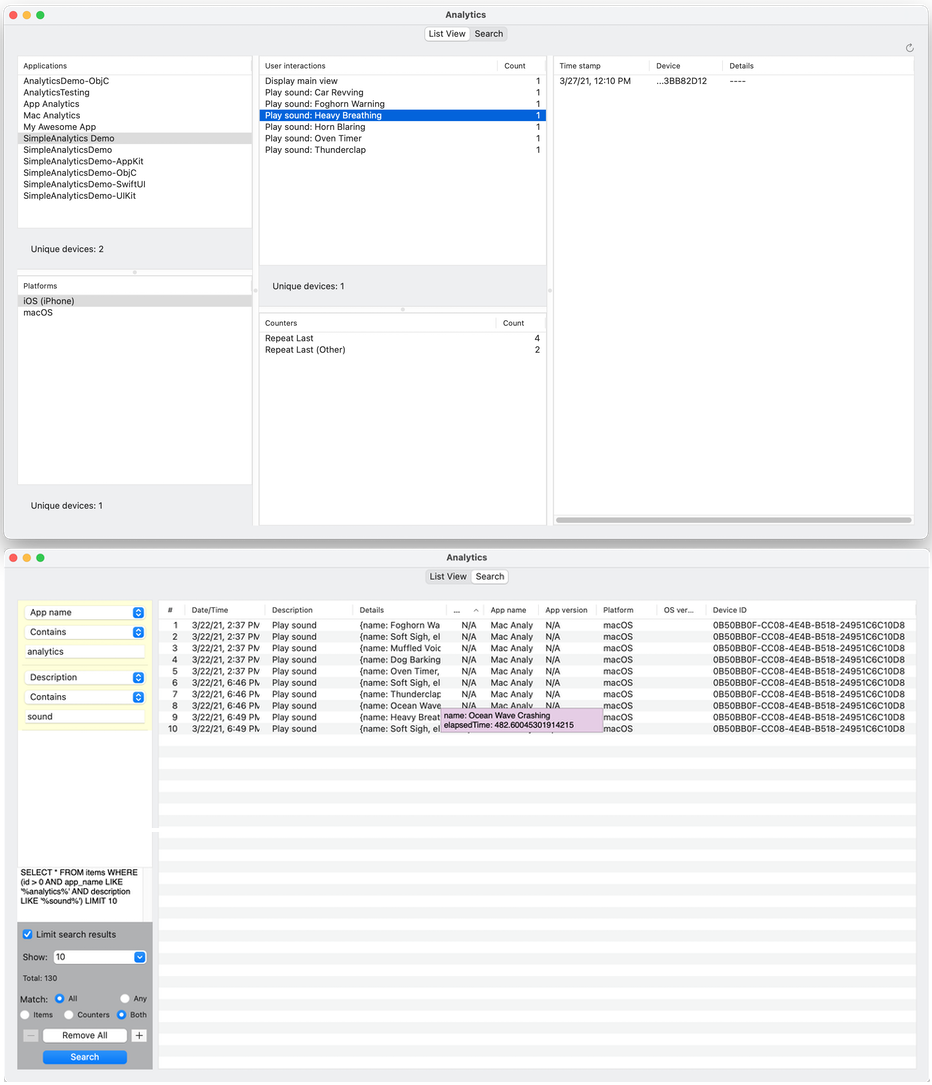 Analytics
List View Search
Applications
AnalyticsDemo-ObjC
AnalyticsTesting
App Analytics
Mac Analytics
My Awesome App
SimpleAnalytics Demo
SimpleAnalyticsDemo
SimpleAnalyticsDemo-AppKit
SimpleAnalyticsDemo-ObjC
SimpleAnalyticsDemo-SwiftUI
SimpleAnalyticsDemo-UIKit
Unique devices: 2
Platforms
iOS (iPhone)
macOS
Unique devices: 1
User interactions Count
Display main view 1
Play sound: Car Revving 1
Play sound: Foghorn Warning 1
Play sound: Heavy Breathing 1
Play sound: Horn Blaring 1
Play sound: Oven Timer 1
Play sound: Thunderclap 1
Unique devices: 1
Counters Count
Repeat Last 4
Repeat Last (Other) 2
Time stamp Device Details
3/27/21, 12:10 PM ...3BB82D12 ----
Analytics
List View Search
App name
Contains
analytics
Description
Contains
sound
SELECT * FROM items WHERE
(id > 0 AND app_name LIKE
'%analytics%' AND description
LIKE '%sound%') LIMIT 10
Limit search results
Show: 10
Total: 130
Match: All Any
Items Counters Both
Remove All +
Search
# Date/Time Description Details ... App name App version Platform OS ver... Device ID
1 3/22/21, 2:37 PM Play sound {name: Foghorn Wa N/A Mac Analy N/A macOS 0B50BB0F-CC08-4E4B-B518-24951C6C10D8
2 3/22/21, 2:37 PM Play sound {name: Soft Sigh, el N/A Mac Analy N/A macOS 0B50BB0F-CC08-4E4B-B518-24951C6C10D8
3 3/22/21, 2:37 PM Play sound {name: Muffled Voic N/A Mac Analy N/A macOS 0B50BB0F-CC08-4E4B-B518-24951C6C10D8
4 3/22/21, 2:37 PM Play sound {name: Dog Barking N/A Mac Analy N/A macOS 0B50BB0F-CC08-4E4B-B518-24951C6C10D8
5 3/22/21, 2:37 PM Play sound {name: Oven Timer, N/A Mac Analy N/A macOS 0B50BB0F-CC08-4E4B-B518-24951C6C10D8
6 3/22/21, 6:46 PM Play sound {name: Soft Sigh, el N/A Mac Analy N/A macOS 0B50BB0F-CC08-4E4B-B518-24951C6C10D8
7 3/22/21, 6:46 PM Play sound {name: Thunderclap N/A Mac Analy N/A macOS 0B50BB0F-CC08-4E4B-B518-24951C6C10D8
8 3/22/21, 6:46 PM Play sound {name: Ocean Wave N/A Mac Analy N/A macOS 0B50BB0F-CC08-4E4B-B518-24951C6C10D8
9 3/22/21, 6:49 PM Play sound {name: Heavy Breat macOS 0B50BB0F-CC08-4E4B-B518-24951C6C10D8
10 3/22/21, 6:49 PM Play sound {name: Soft Sigh, el macOS 0B50BB0F-CC08-4E4B-B518-24951C6C10D8
name: Ocean Wave Crashing
elapsedTime: 482.60045301914215